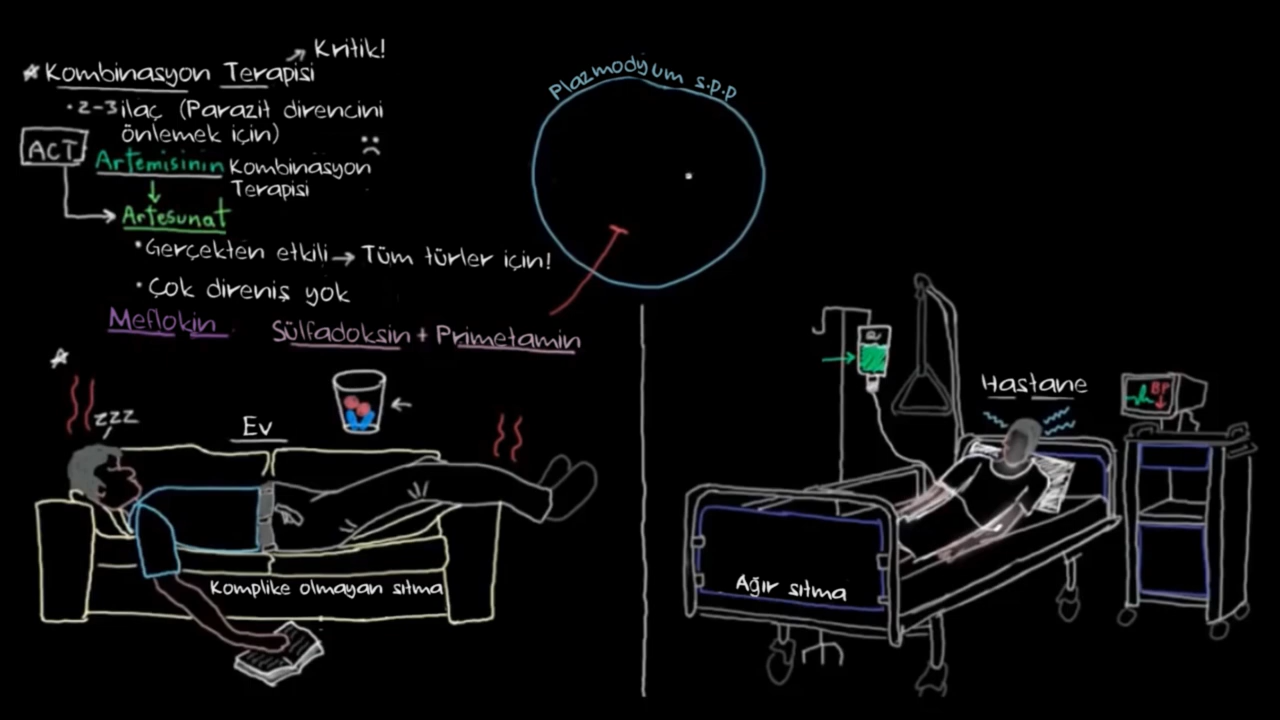 Kritik!
* Kombinasyon Terapisi
• 2-3 ilaç (Parazit direncini
önlemek için)
ACT
Artemisinin Kombinasyon
Terapisi
Artesunat
• Gerçekten etkili → Tüm türler için!
• Çok direniş yok
Meflokin
Sülfadoksin + Primetamin
Plazmodyum s.p.p
zzz
Ev
Komplike olmayan sıtma
Hastane
BP
Ağır sıtma